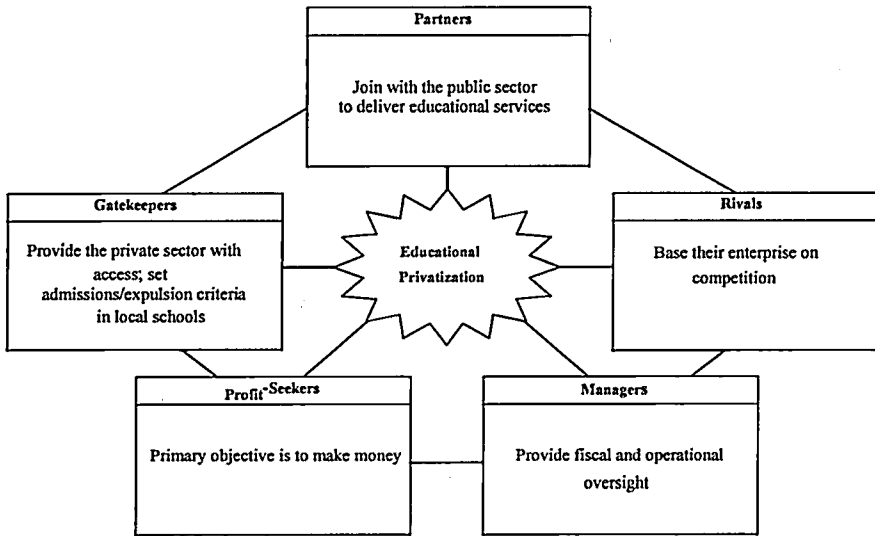 Partners
Join with the public sector
to deliver educational services
Gatekeepers
Provide the private sector with
access; set
admissions/expulsion criteria
in local schools
Educational
Privatization
Rivals
Base their enterprise on
competition
Profit-Seekers
Primary objective is to make money
Managers
Provide fiscal and operational
oversight